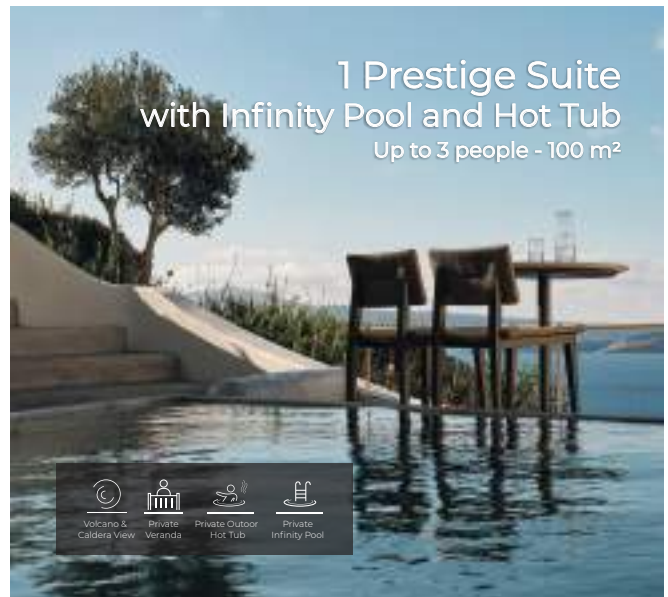 1 Prestige Suite
with Infinity Pool and Hot Tub
Up to 3 people - 100 m²
Volcano &
Caldera View
Private
Veranda
Private Outoor
Hot Tub
Private
Infinity Pool